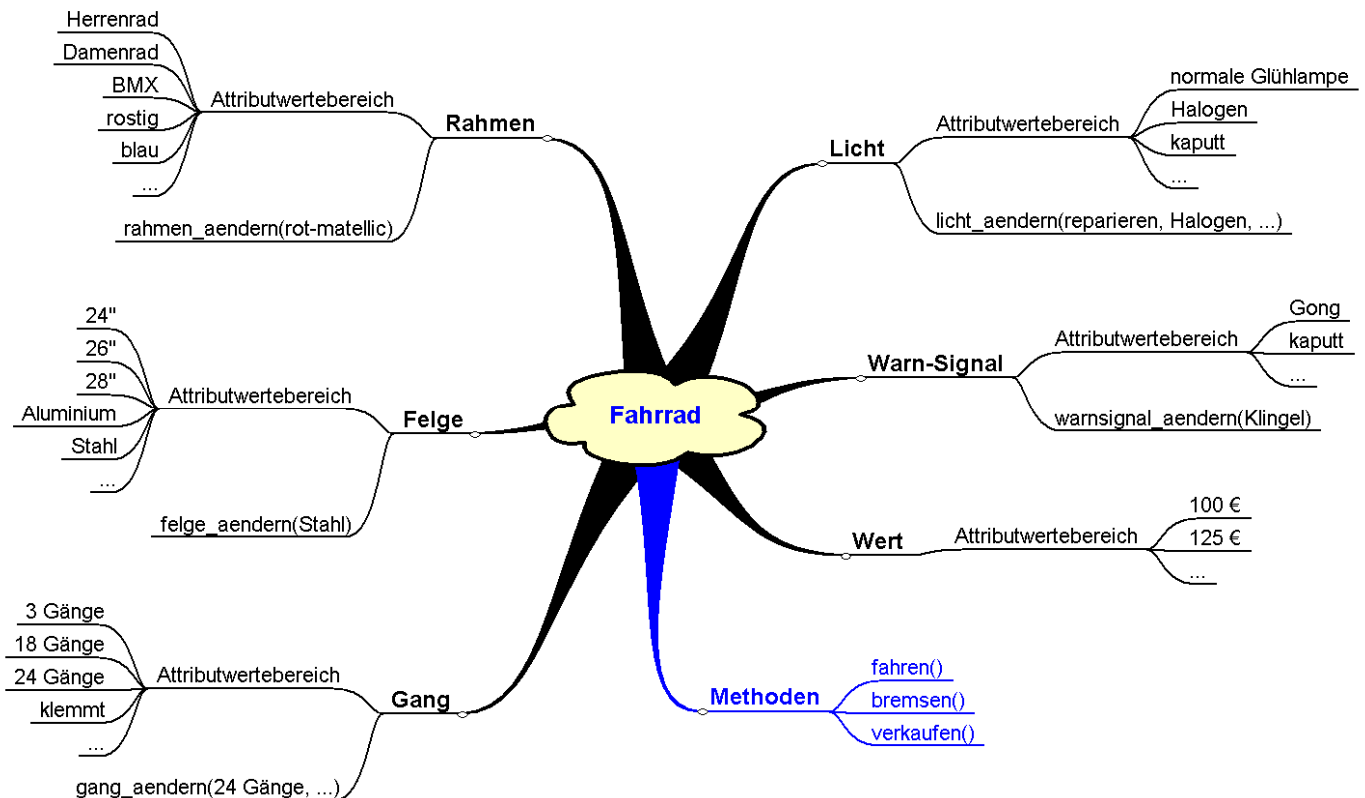 Fahrrad
Rahmen
Attributwertebereich
Herrenrad
Damenrad
BMX
rostig
blau
...
rahmen_aendern(rot-matellic)
Felge
Attributwertebereich
24"
26"
28"
Aluminium
Stahl
...
felge_aendern(Stahl)
Gang
Attributwertebereich
3 Gänge
18 Gänge
24 Gänge
klemmt
...
gang_aendern(24 Gänge, ...)
Licht
Attributwertebereich
normale Glühlampe
Halogen
kaputt
...
licht_aendern(reparieren, Halogen, ...)
Warn-Signal
Attributwertebereich
Gong
kaputt
...
warnsignal_aendern(Klingel)
Wert
Attributwertebereich
100 €
125 €
...
Methoden
fahren()
bremsen()
verkaufen()